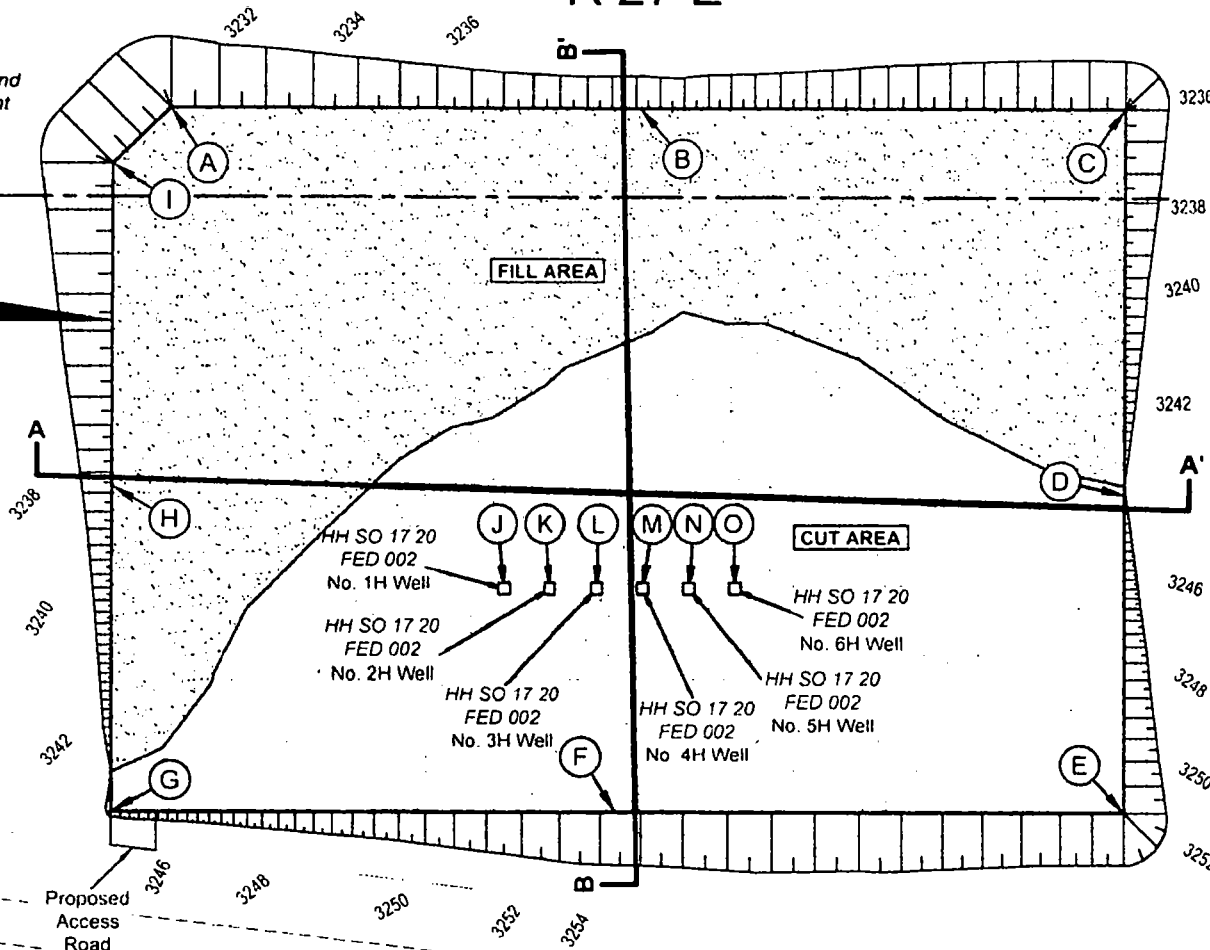 R 27 E
3232
3234
3236
B'
nd
nt
3236
A
B
C
I
3238
FILL AREA
3240
3242
A
A'
D
3238
H
J
K
L
M
N
O
CUT AREA
HH SO 17 20
FED 002
No. 1H Well
3246
HH SO 17 20
FED 002
No. 6H Well
3240
HH SO 17 20
FED 002
No. 2H Well
HH SO 17 20
FED 002
No. 5H Well
3248
HH SO 17 20
FED 002
No. 3H Well
HH SO 17 20
FED 002
No 4H Well
3242
G
F
E
3250
3252
B
3246
3248
3250
3252
3254
Proposed
Access
Road